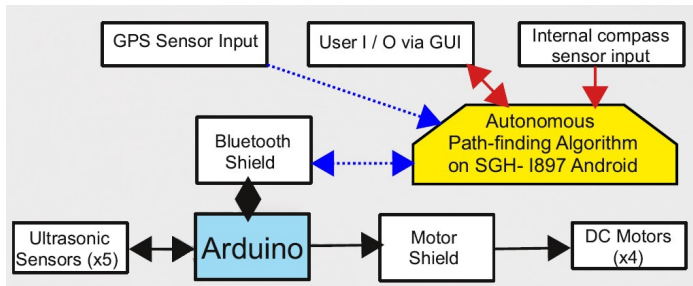 GPS Sensor Input
User I / O via GUI
Internal compass
sensor input
Autonomous
Path-finding Algorithm
on SGH- I897 Android
Bluetooth
Shield
Ultrasonic
Sensors (x5)
Arduino
Motor
Shield
DC Motors
(x4)